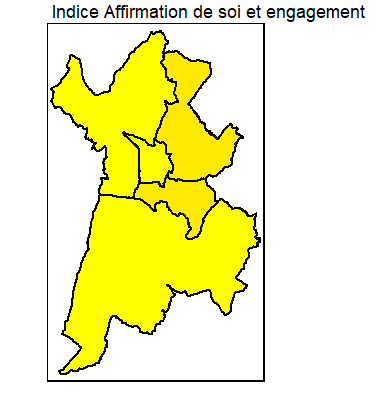 Indice Affirmation de soi et engagement